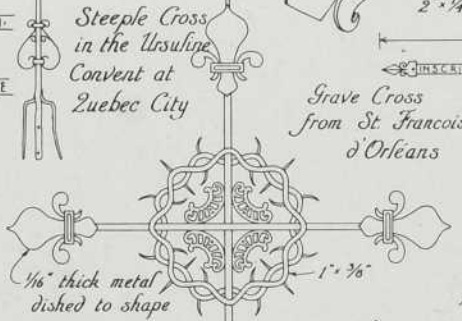 Steeple Cross
in the Ursuline
Convent at
Quebec City
2" × 1/4
INSCRI
Grave Cross
from St. Francois
d'Orléans
1/16" thick metal
dished to shape
1" × 3/8"